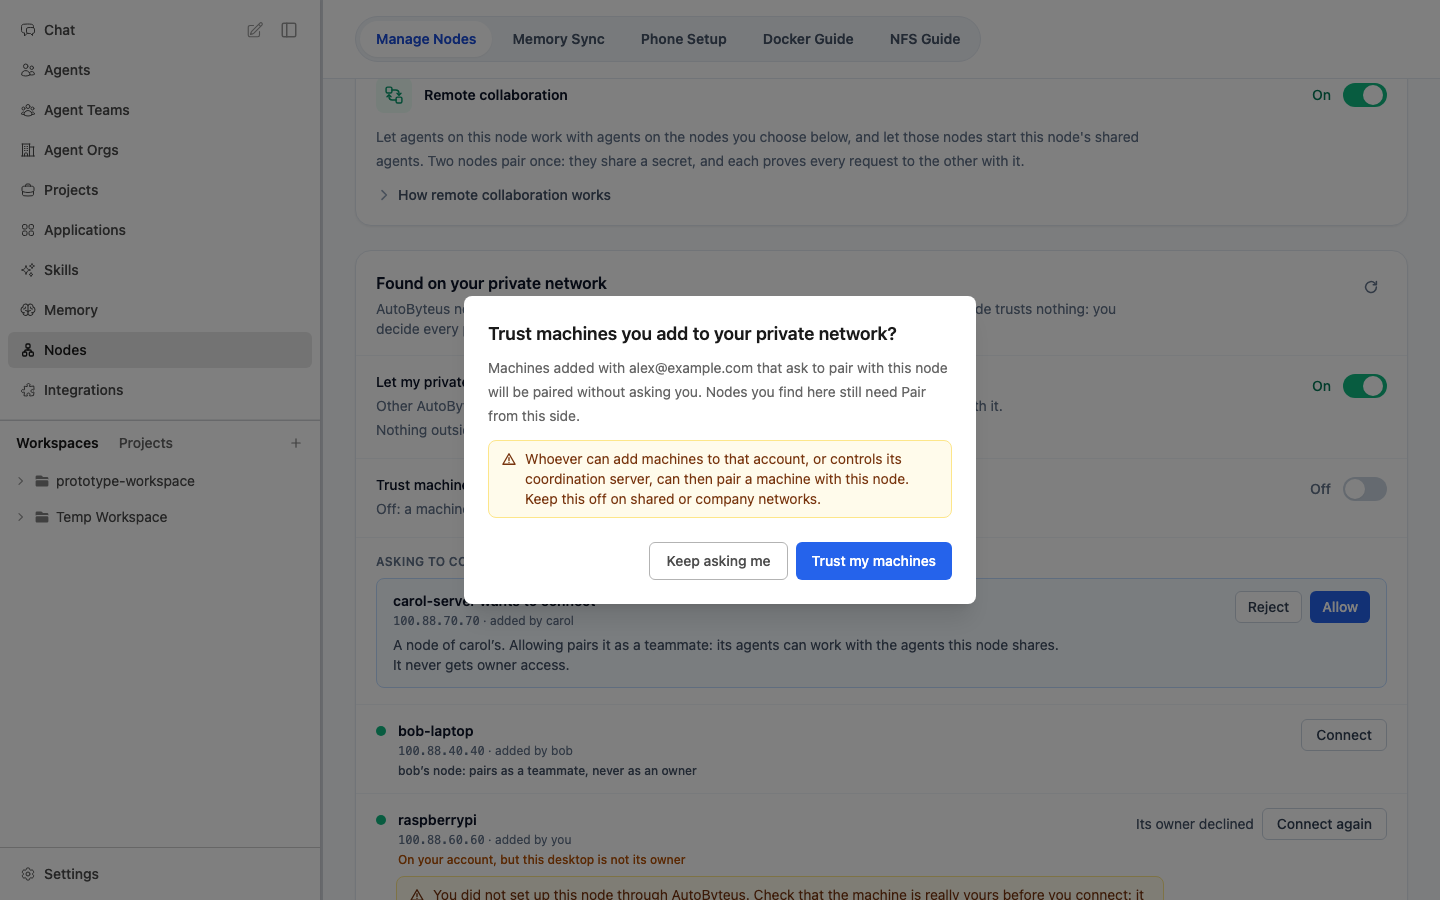 Chat
Agents
Agent Teams
Agent Orgs
Projects
Applications
Skills
Memory
Nodes
Integrations
Workspaces
Projects
prototype-workspace
Temp Workspace
Settings
Manage Nodes
Memory Sync
Phone Setup
Docker Guide
NFS Guide
Remote collaboration
On
Let agents on this node work with agents on the nodes you choose below, and let those nodes start this node's shared
agents. Two nodes pair once: they share a secret, and each proves every request to the other with it.
How remote collaboration works
Found on your private network
AutoByteus
de trusts nothing: you
decide every
Let my
On
Other
th it.
Nothing
Trust
Off
Off: a
ASKING TO
Trust machines you add to your private network?
Machines added with alex@example.com that ask to pair with this node
will be paired without asking you. Nodes you find here still need Pair
from this side.
Whoever can add machines to that account, or controls its
coordination server, can then pair a machine with this node.
Keep this off on shared or company networks.
Keep asking me
Trust my machines
carol-server wants to connect
100.88.70.70 · added by carol
A node of carol's. Allowing pairs it as a teammate: its agents can work with the agents this node shares.
It never gets owner access.
Reject
Allow
bob-laptop
100.88.40.40 · added by bob
bob's node: pairs as a teammate, never as an owner
Connect
raspberrypi
100.88.60.60 · added by you
On your account, but this desktop is not its owner
Its owner declined
Connect again
You did not set up this node through AutoByteus. Check that the machine is really yours before you connect: it